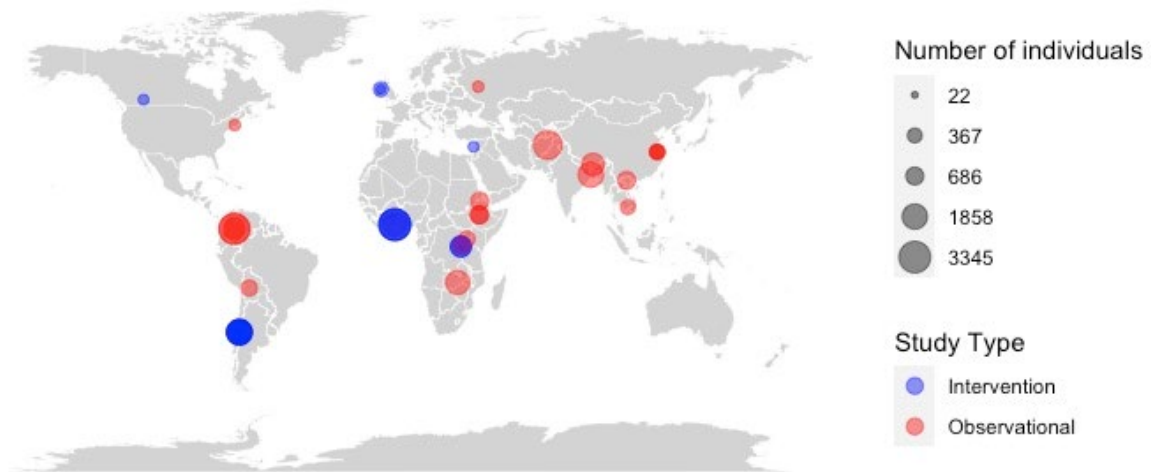 Number of individuals
22
367
686
1858
3345
Study Type
Intervention
Observational